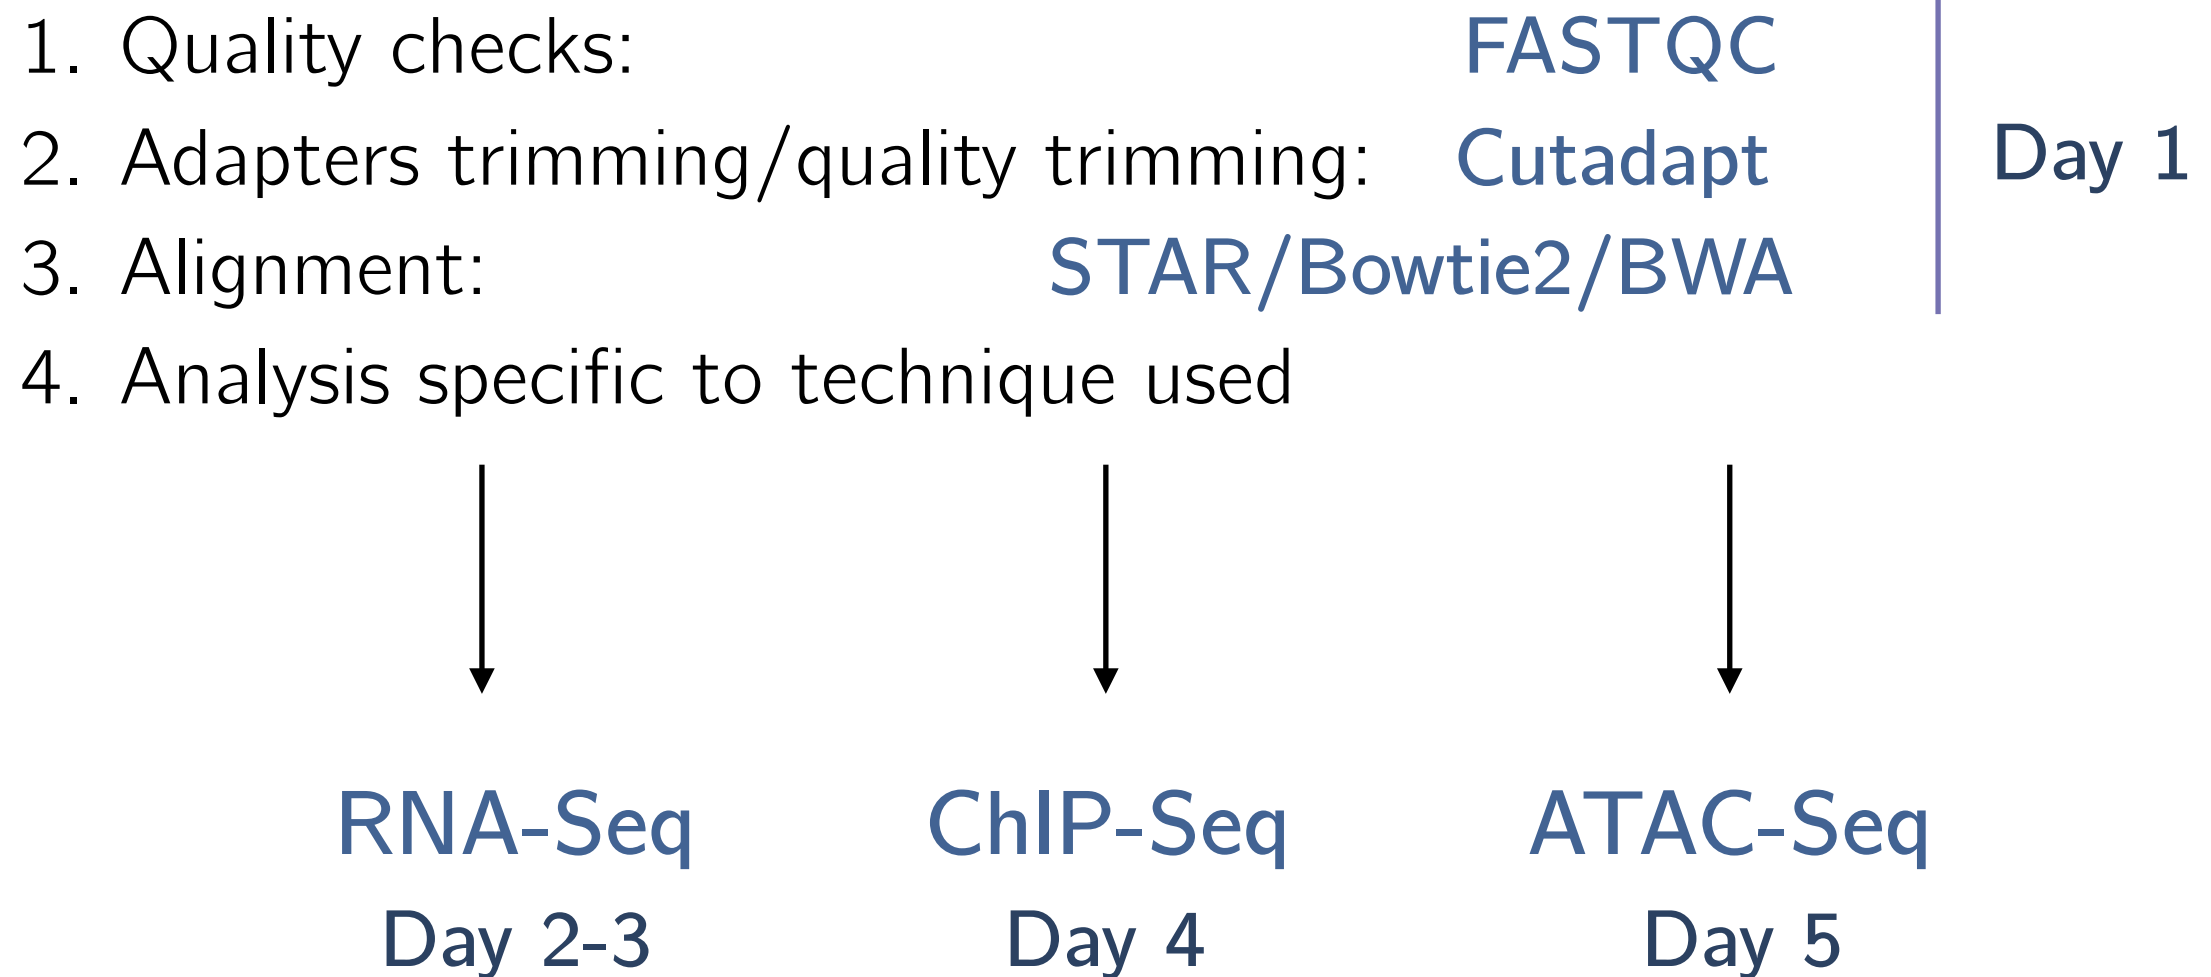 1. Quality checks: FASTQC
2. Adapters trimming/quality trimming: Cutadapt
Day 1
3. Alignment: STAR/Bowtie2/BWA
4. Analysis specific to technique used
RNA-Seq ChIP-Seq ATAC-Seq
Day 2-3 Day 4 Day 5